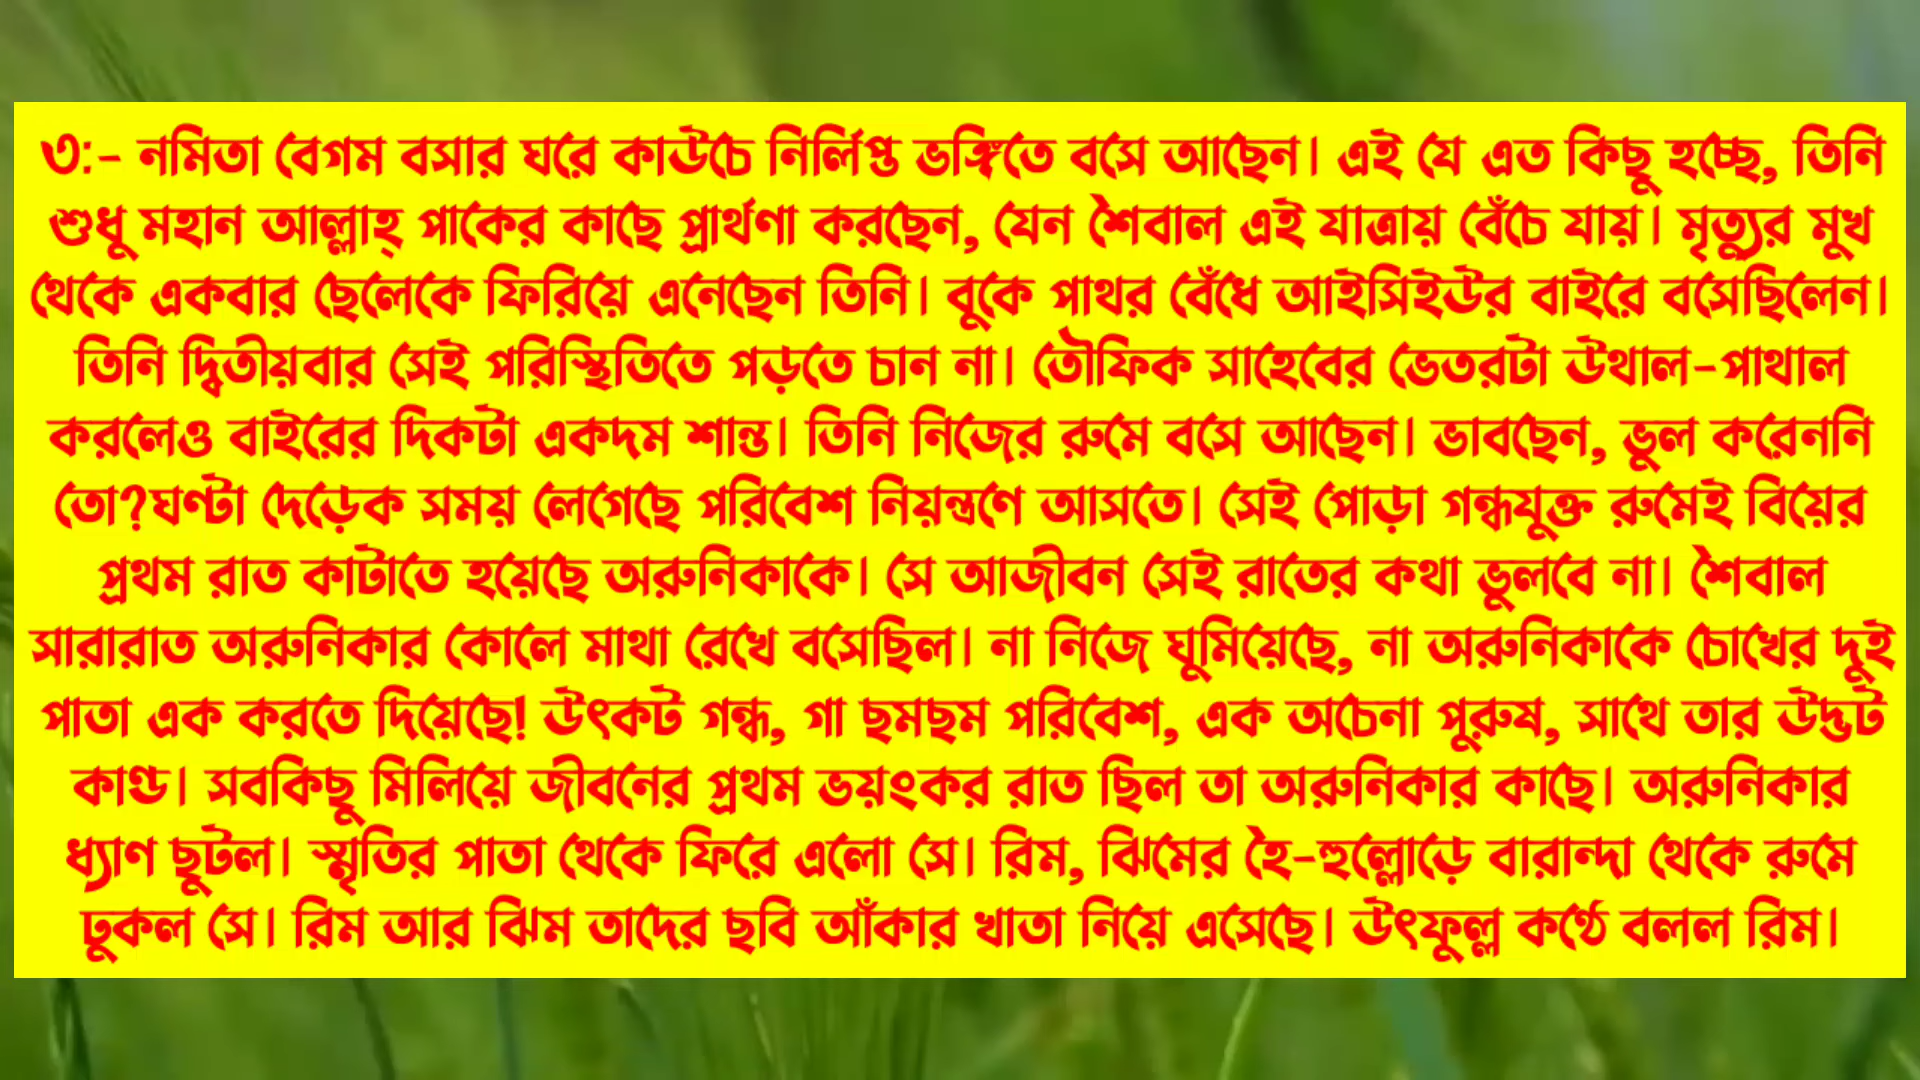 ৩:- নমিতা বেগম বসার ঘরে কাউচে নির্লিপ্ত ভঙ্গিতে বসে আছেন। এই যে এত কিছু হচ্ছে, তিনি
শুধু মহান আল্লাহ্ পাকের কাছে প্রার্থণা করছেন, যেন শৈবাল এই যাত্রায় বেঁচে যায়। মৃত্যুর মুখ
থেকে একবার ছেলেকে ফিরিয়ে এনেছেন তিনি। বুকে পাথর বেঁধে আইসিইউর বাইরে বসেছিলেন।
তিনি দ্বিতীয়বার সেই পরিস্থিতিতে পড়তে চান না। তৌফিক সাহেবের ভেতরটা উথাল-পাথাল
করলেও বাইরের দিকটা একদম শান্ত। তিনি নিজের রুমে বসে আছেন। ভাবছেন, ভুল করেননি
তো?ঘণ্টা দেড়েক সময় লেগেছে পরিবেশ নিয়ন্ত্রণে আসতে। সেই পোড়া গন্ধযুক্ত রুমেই বিয়ের
প্রথম রাত কাটাতে হয়েছে অরুনিকাকে। সে আজীবন সেই রাতের কথা ভুলবে না। শৈবাল
সারারাত অরুনিকার কোলে মাথা রেখে বসেছিল। না নিজে ঘুমিয়েছে, না অরুনিকাকে চোখের দুই
পাতা এক করতে দিয়েছে! উৎকট গন্ধ, গা ছমছম পরিবেশ, এক অচেনা পুরুষ, সাথে তার উদ্ভট
কাণ্ড। সবকিছু মিলিয়ে জীবনের প্রথম ভয়ংকর রাত ছিল তা অরুনিকার কাছে। অরুনিকার
ধ্যাণ ছুটল। স্মৃতির পাতা থেকে ফিরে এলো সে। রিম, ঝিমের হৈ-হুল্লোড়ে বারান্দা থেকে রুমে
ঢুকল সে। রিম আর ঝিম তাদের ছবি আঁকার খাতা নিয়ে এসেছে। উৎফুল্ল কণ্ঠে বলল রিম।